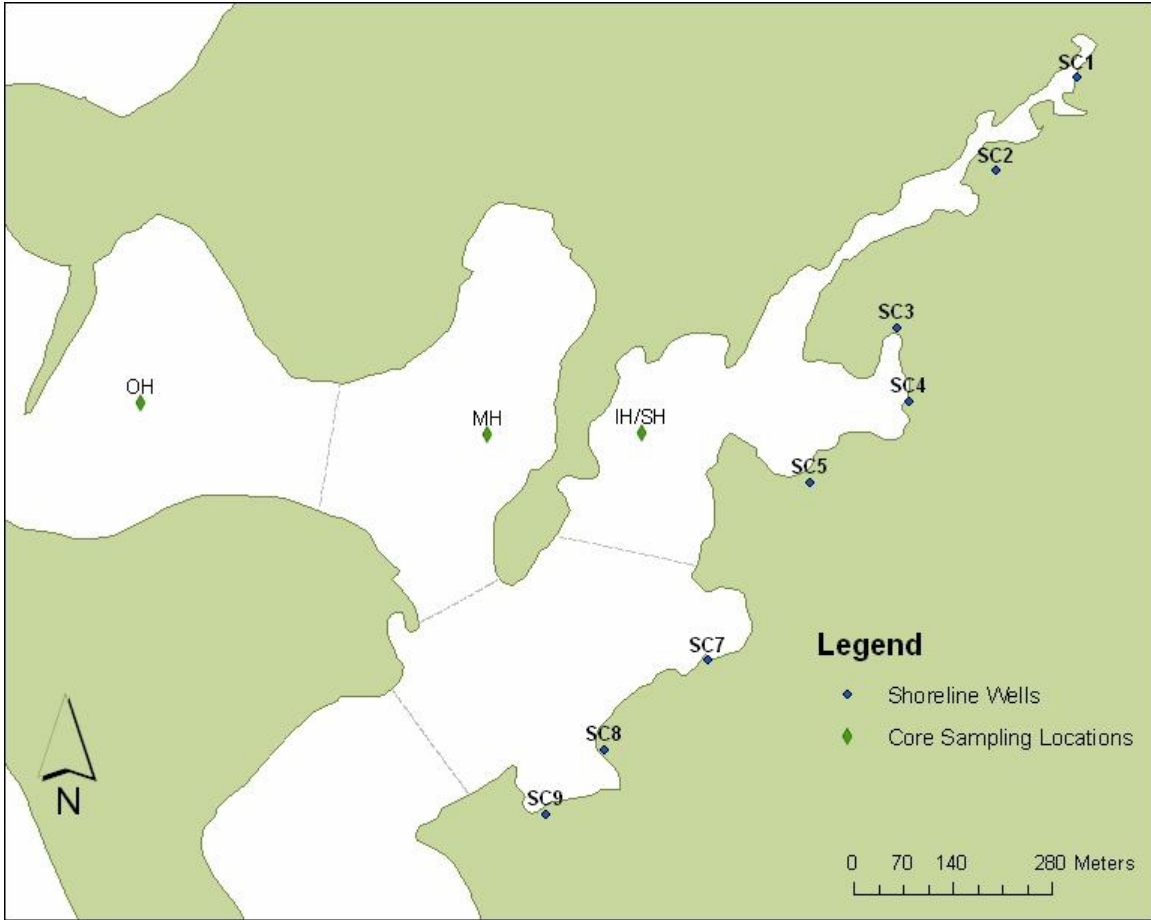 SC1
SC2
SC3
OH
SC4
MH
IH/SH
SC5
SC7
Legend
Shoreline Wells
SC8
Core Sampling Locations
N
SC9
0 70 140 280 Meters